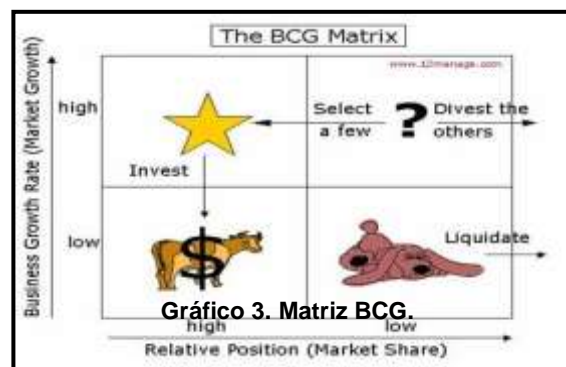 The BCG Matrix
www.12manage.com
Business Growth Rate (Market Growth)
high
Select
a few
?
Divest the
others
Invest
low
$
Liquidate
Gráfico 3. Matriz BCG.
high
low
Relative Position (Market Share)